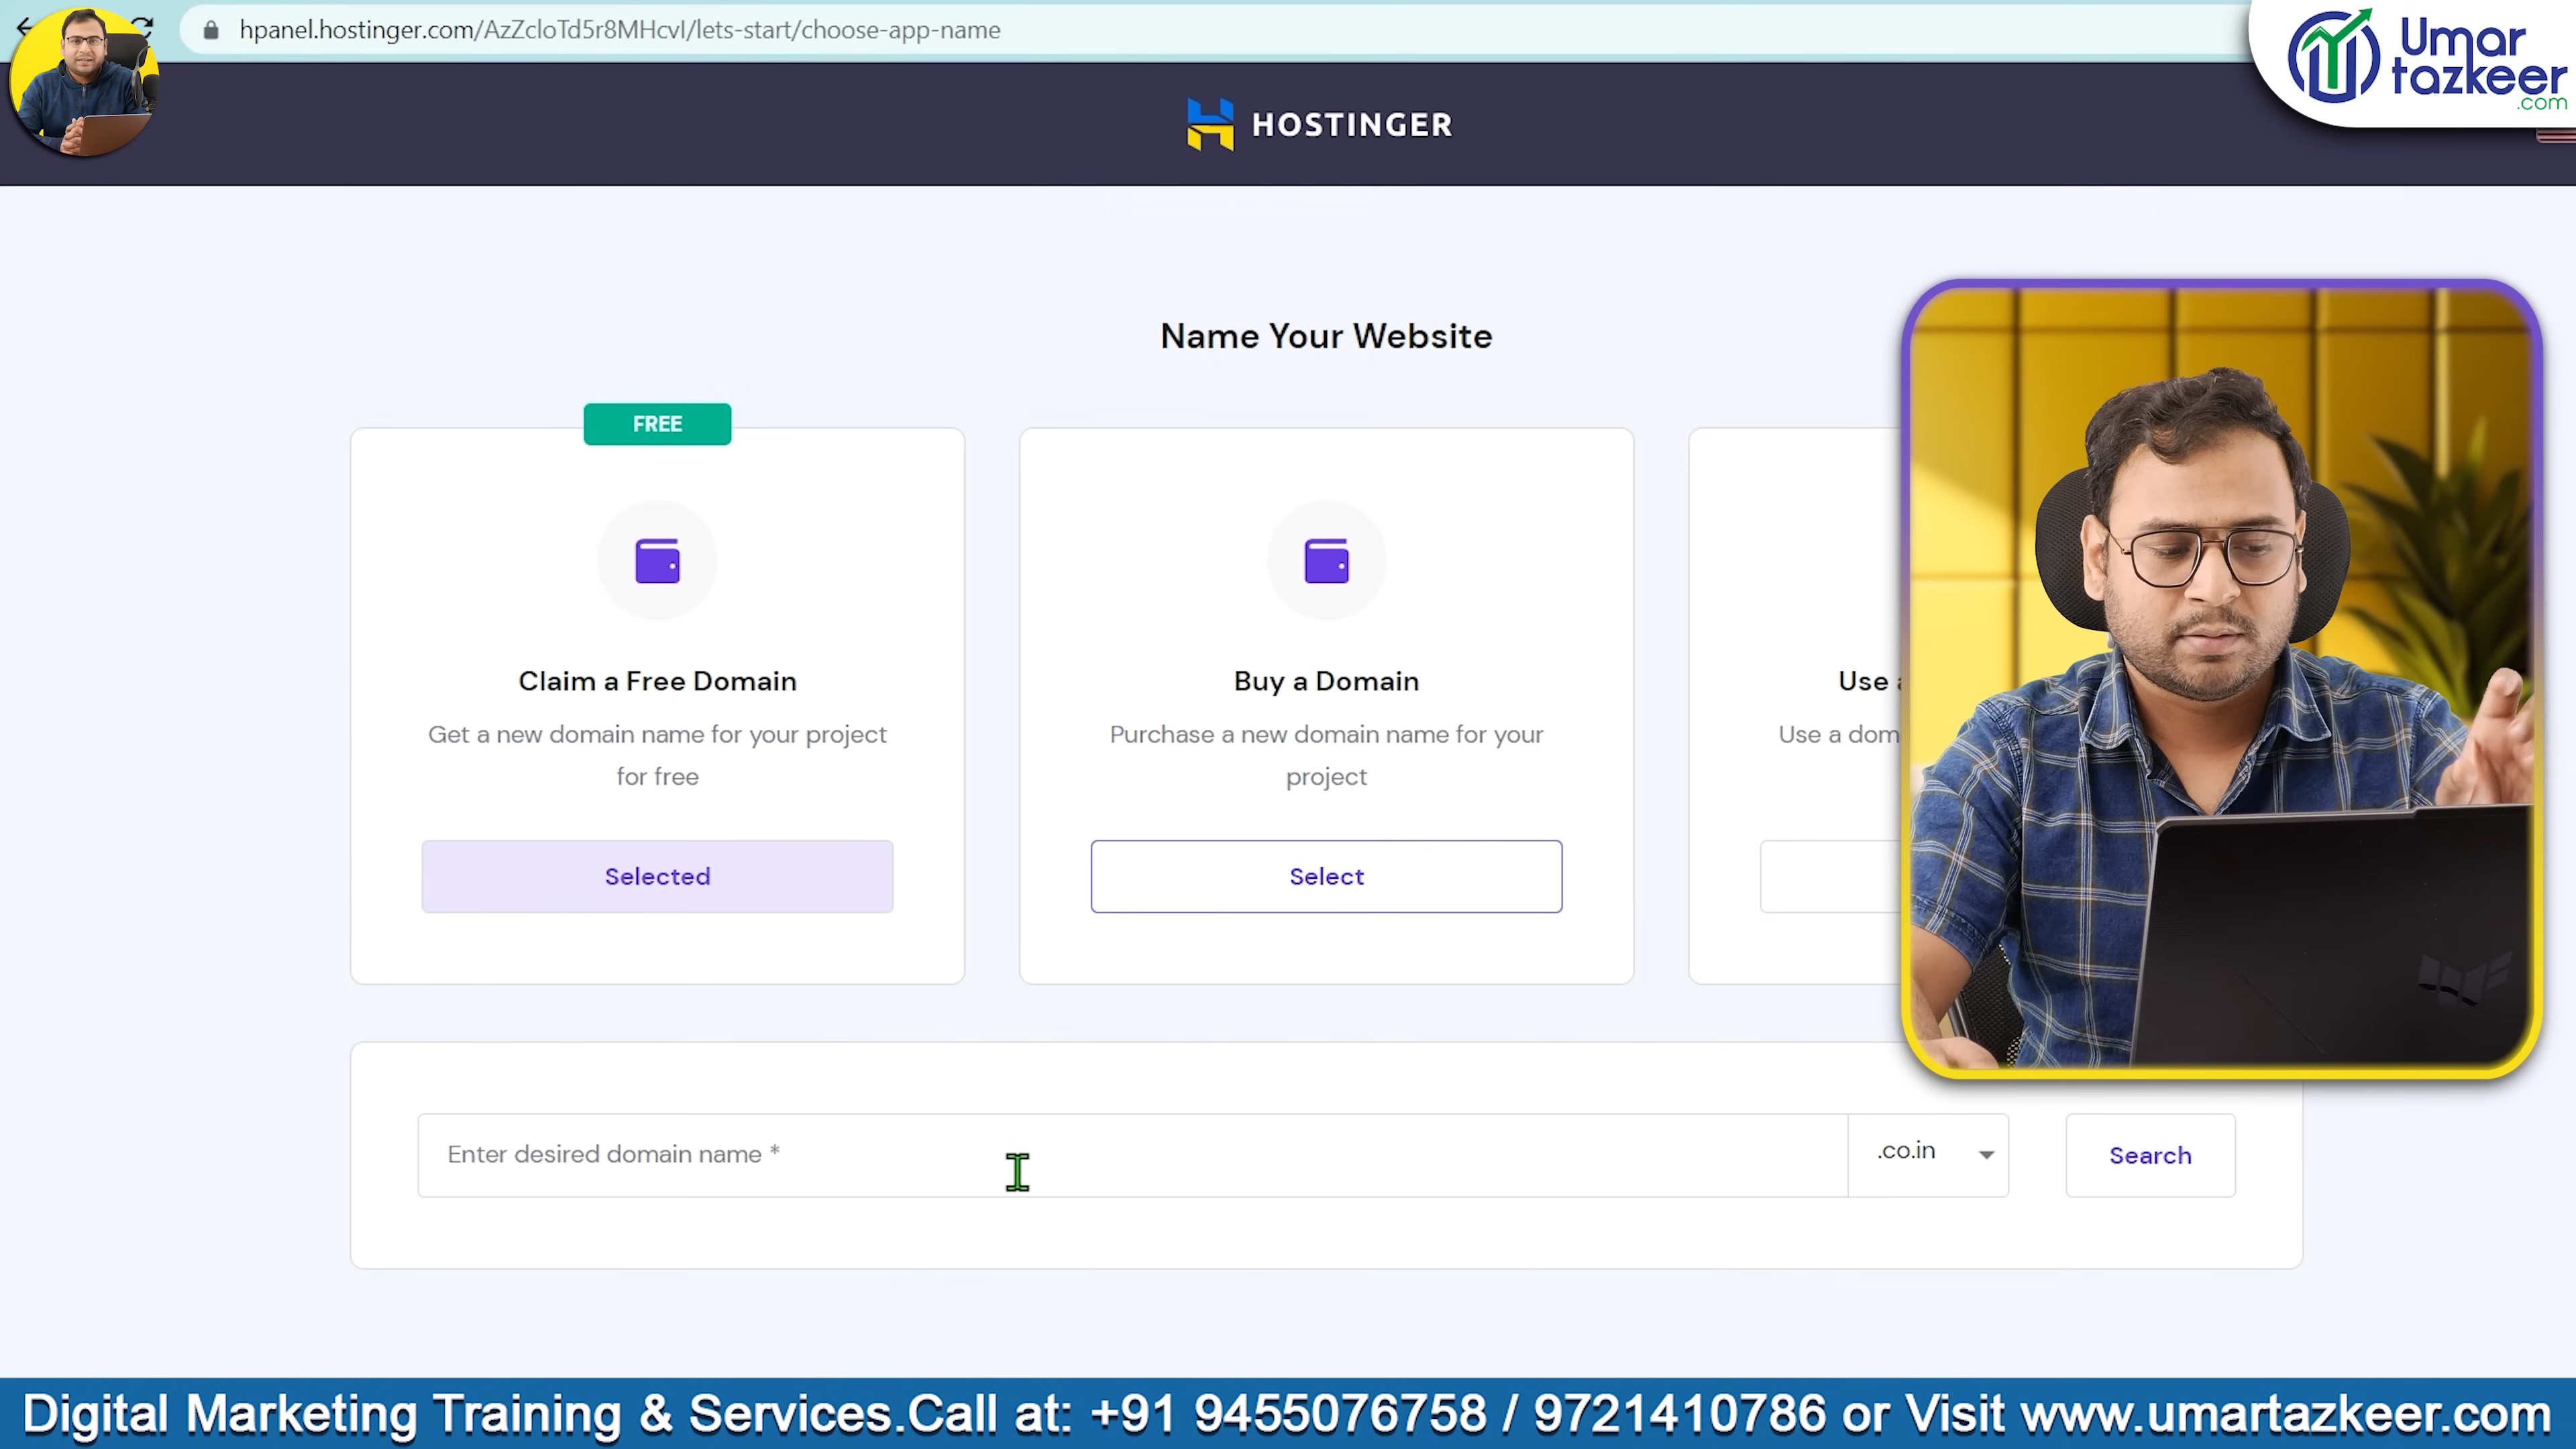 hpanel.hostinger.com/AzZcloTd5r8MHcvI/lets-start/choose-app-name
Umar
tazkeer
.com
HOSTINGER
Name Your Website
FREE
Claim a Free Domain
Get a new domain name for your project
for free
Selected
Buy a Domain
Purchase a new domain name for your
project
Select
Use
Use a dom
Enter desired domain name *
.co.in
Search
Digital Marketing Training & Services.Call at: +91 9455076758 / 9721410786 or Visit www.umartazkeer.com